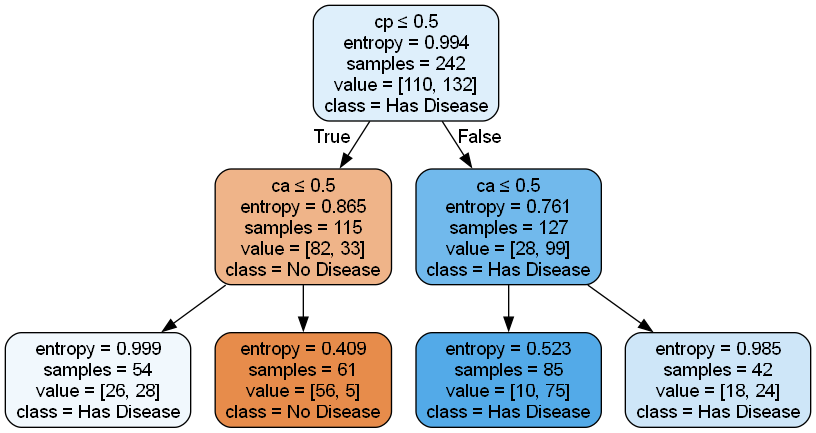 cp ≤ 0.5
entropy = 0.994
samples = 242
value = [110, 132]
class = Has Disease
True
False
ca ≤ 0.5
entropy = 0.865
samples = 115
value = [82, 33]
class = No Disease
ca ≤ 0.5
entropy = 0.761
samples = 127
value = [28, 99]
class = Has Disease
entropy = 0.999
samples = 54
value = [26, 28]
class = Has Disease
entropy = 0.409
samples = 61
value = [56, 5]
class = No Disease
entropy = 0.523
samples = 85
value = [10, 75]
class = Has Disease
entropy = 0.985
samples = 42
value = [18, 24]
class = Has Disease